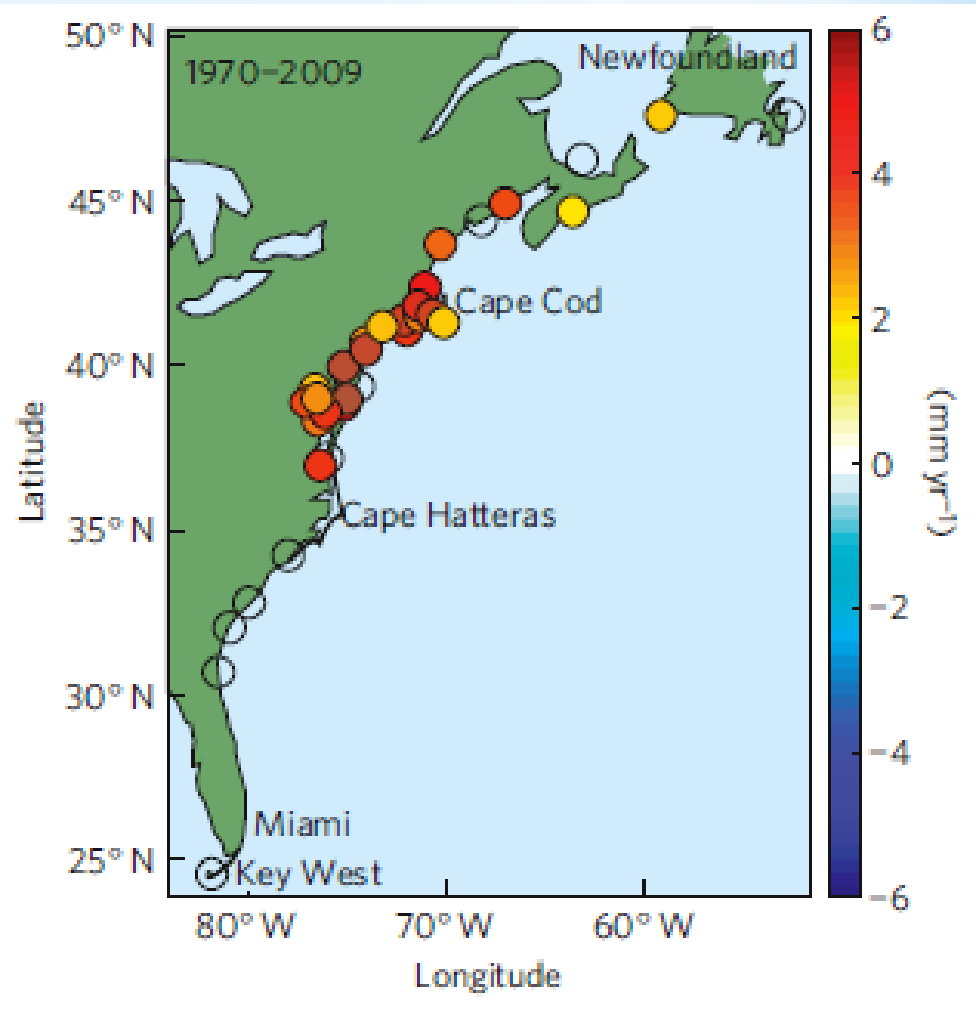 50° N
45° N
40° N
35° N
30° N
25° N
Latitude
1970–2009
Newfoundland
Cape Cod
Cape Hatteras
Miami
Key West
80° W
70° W
60° W
Longitude
6
4
2
0
−2
−4
−6
(mm yr⁻¹)